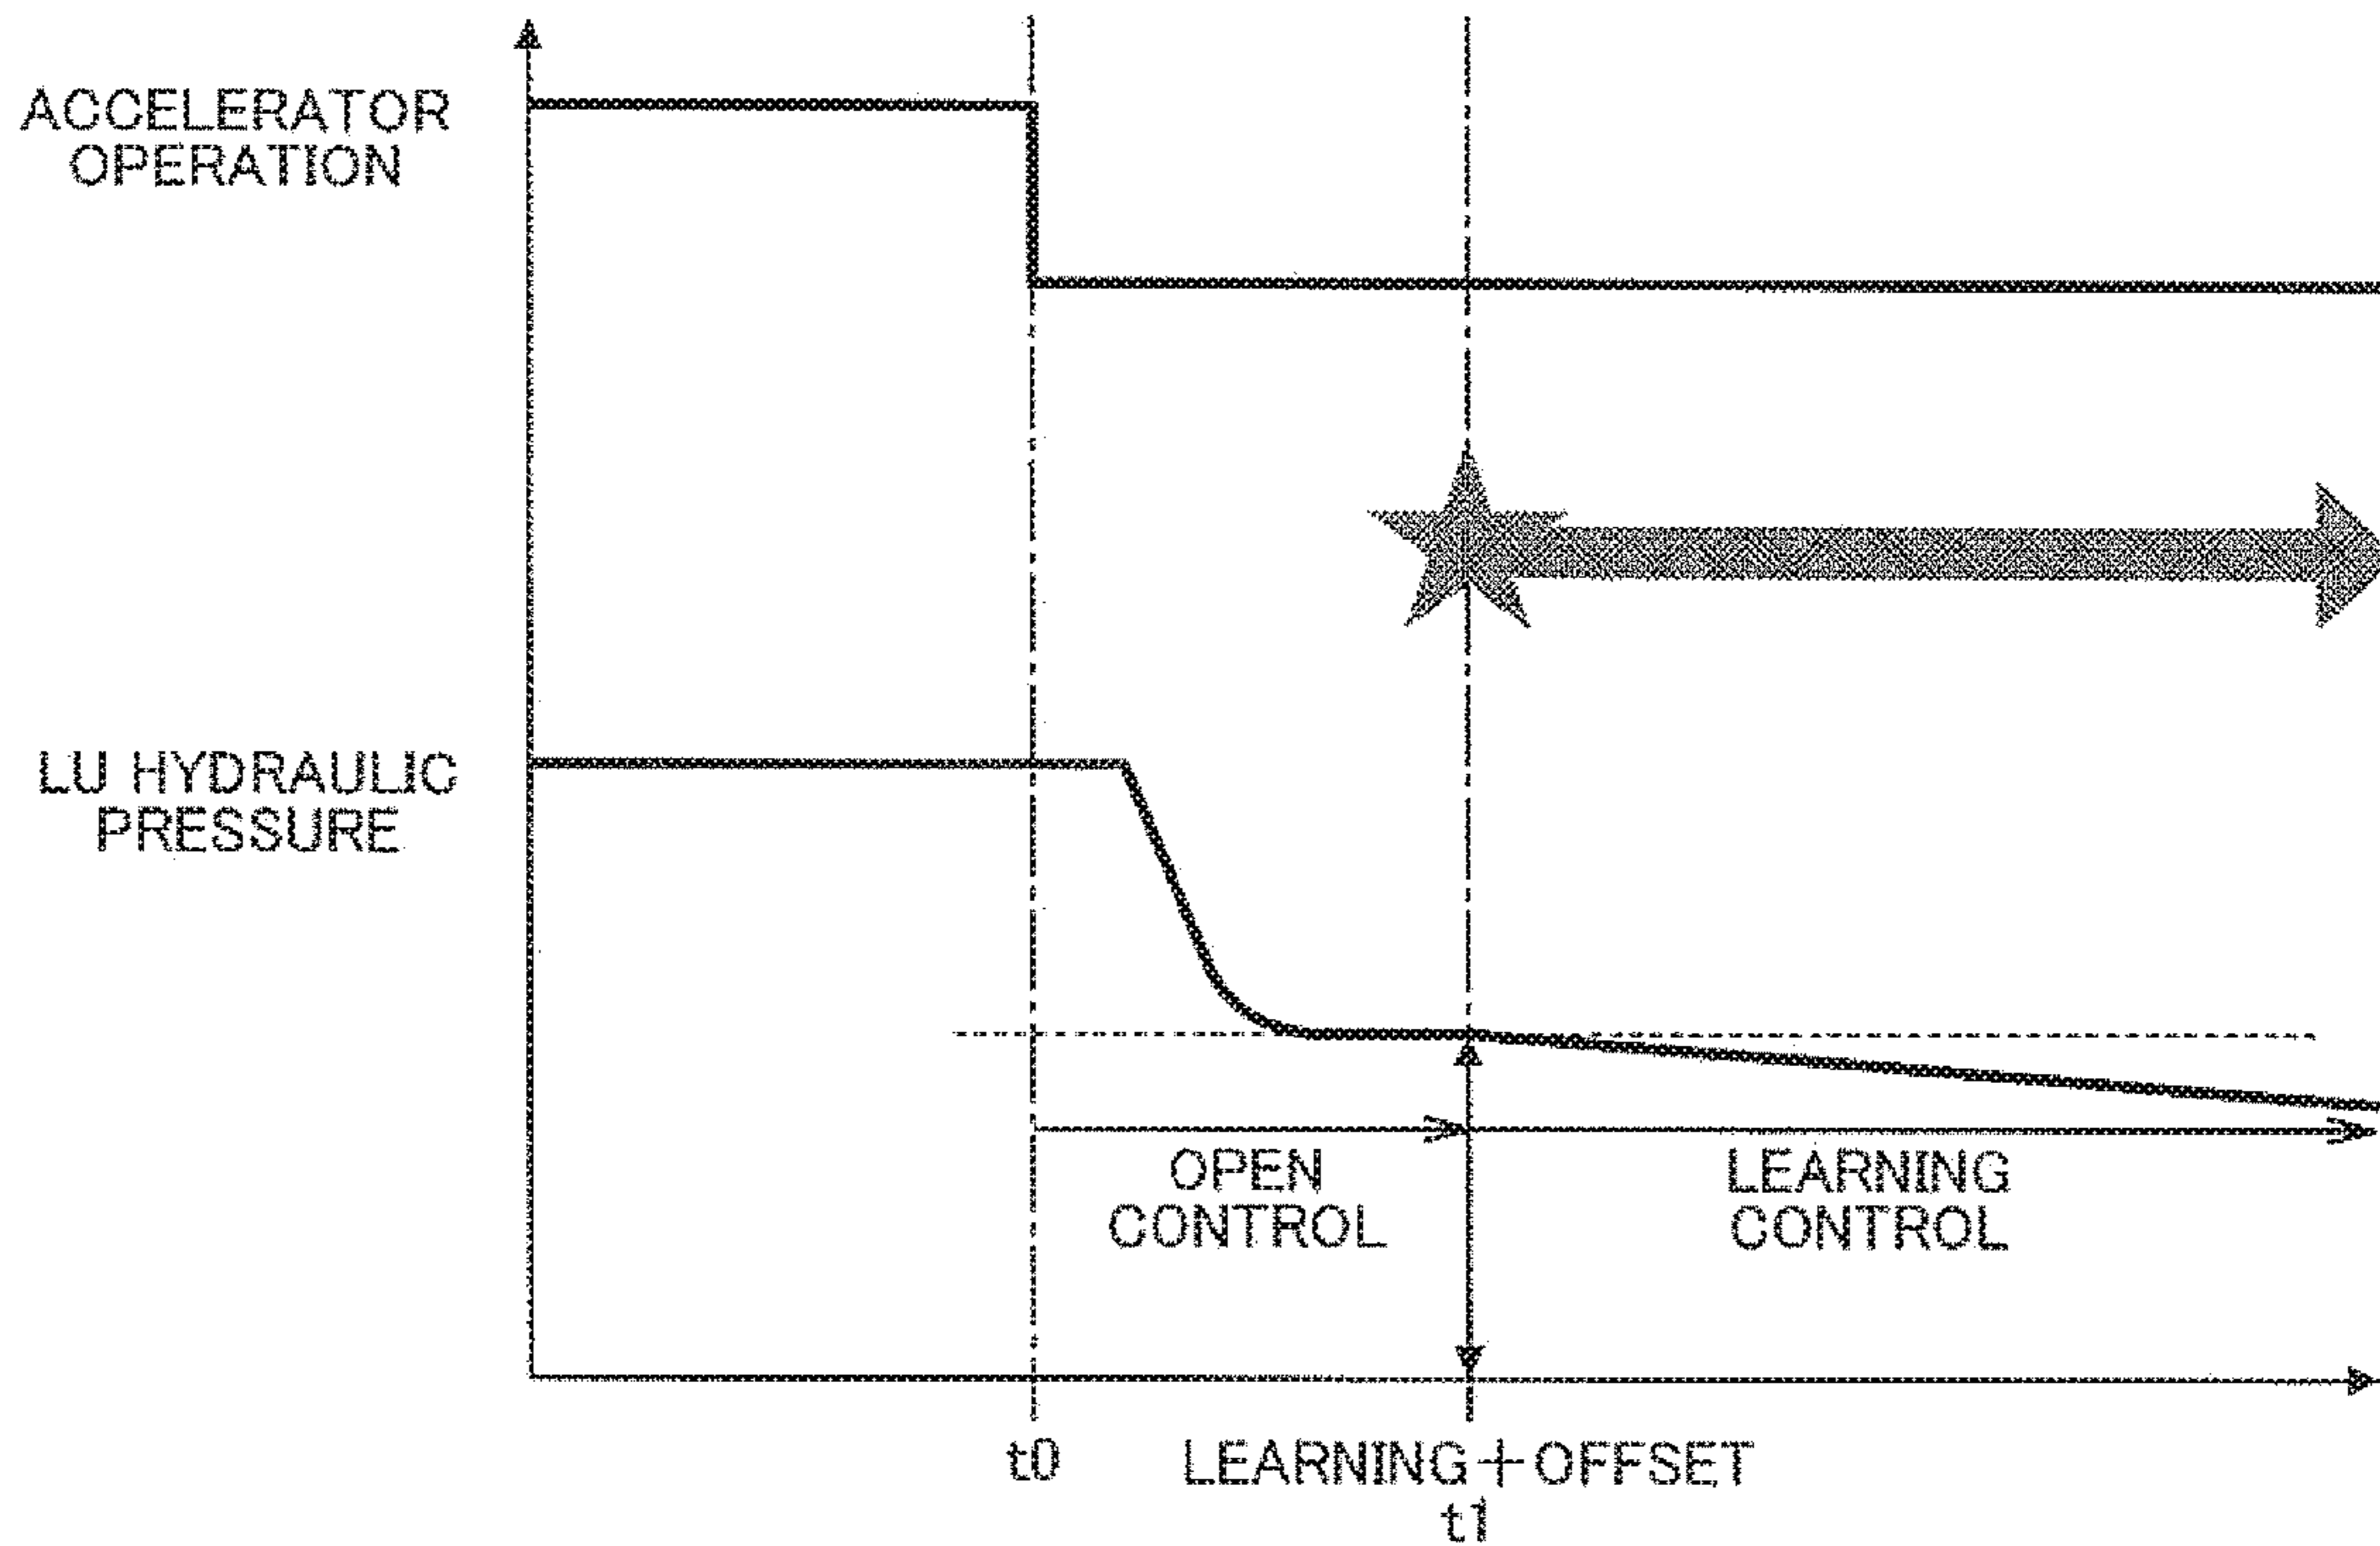 ACCELERATOR
OPERATION
LU HYDRAULIC
PRESSURE
OPEN
CONTROL
LEARNING
CONTROL
t0
LEARNING+OFFSET
t1